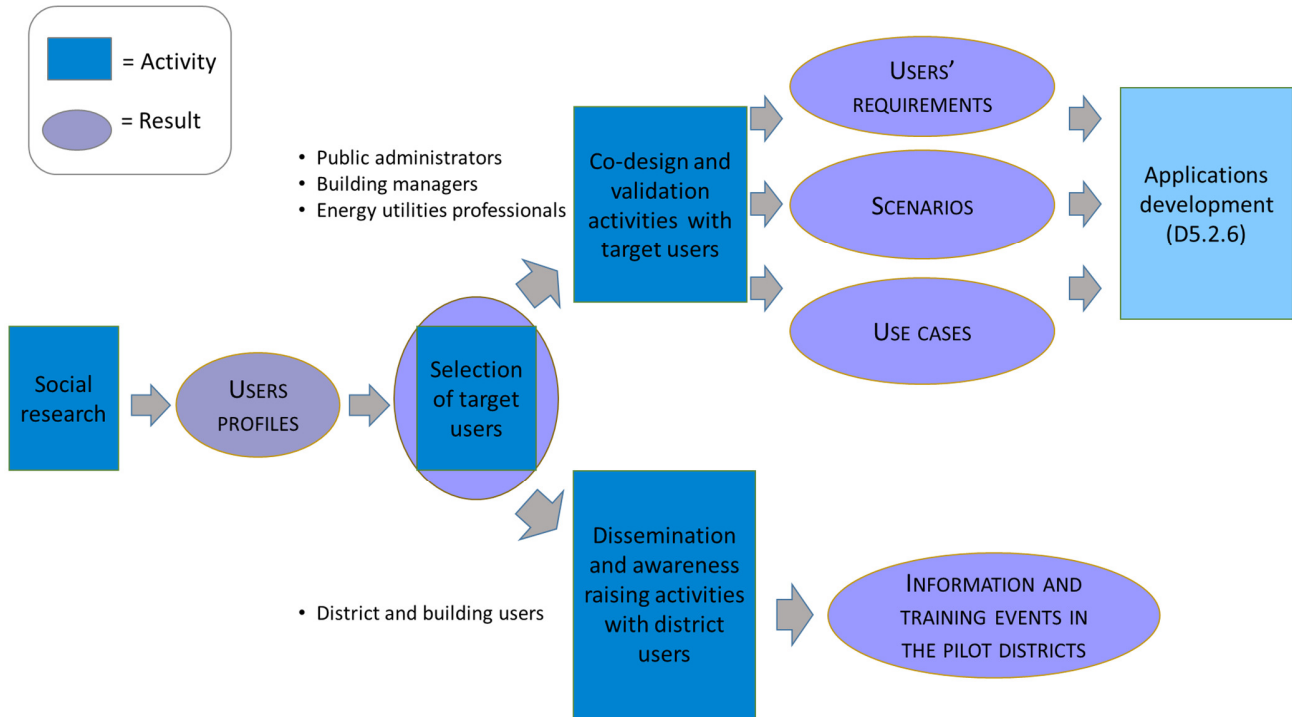 = Activity
= Result
• Public administrators
• Building managers
• Energy utilities professionals
Co-design and
validation
activities with
target users
USERS'
REQUIREMENTS
SCENARIOS
USE CASES
Applications
development
(D5.2.6)
Social
research
USERS
PROFILES
Selection
of target
users
• District and building users
Dissemination
and awareness
raising activities
with district
users
INFORMATION AND
TRAINING EVENTS IN
THE PILOT DISTRICTS